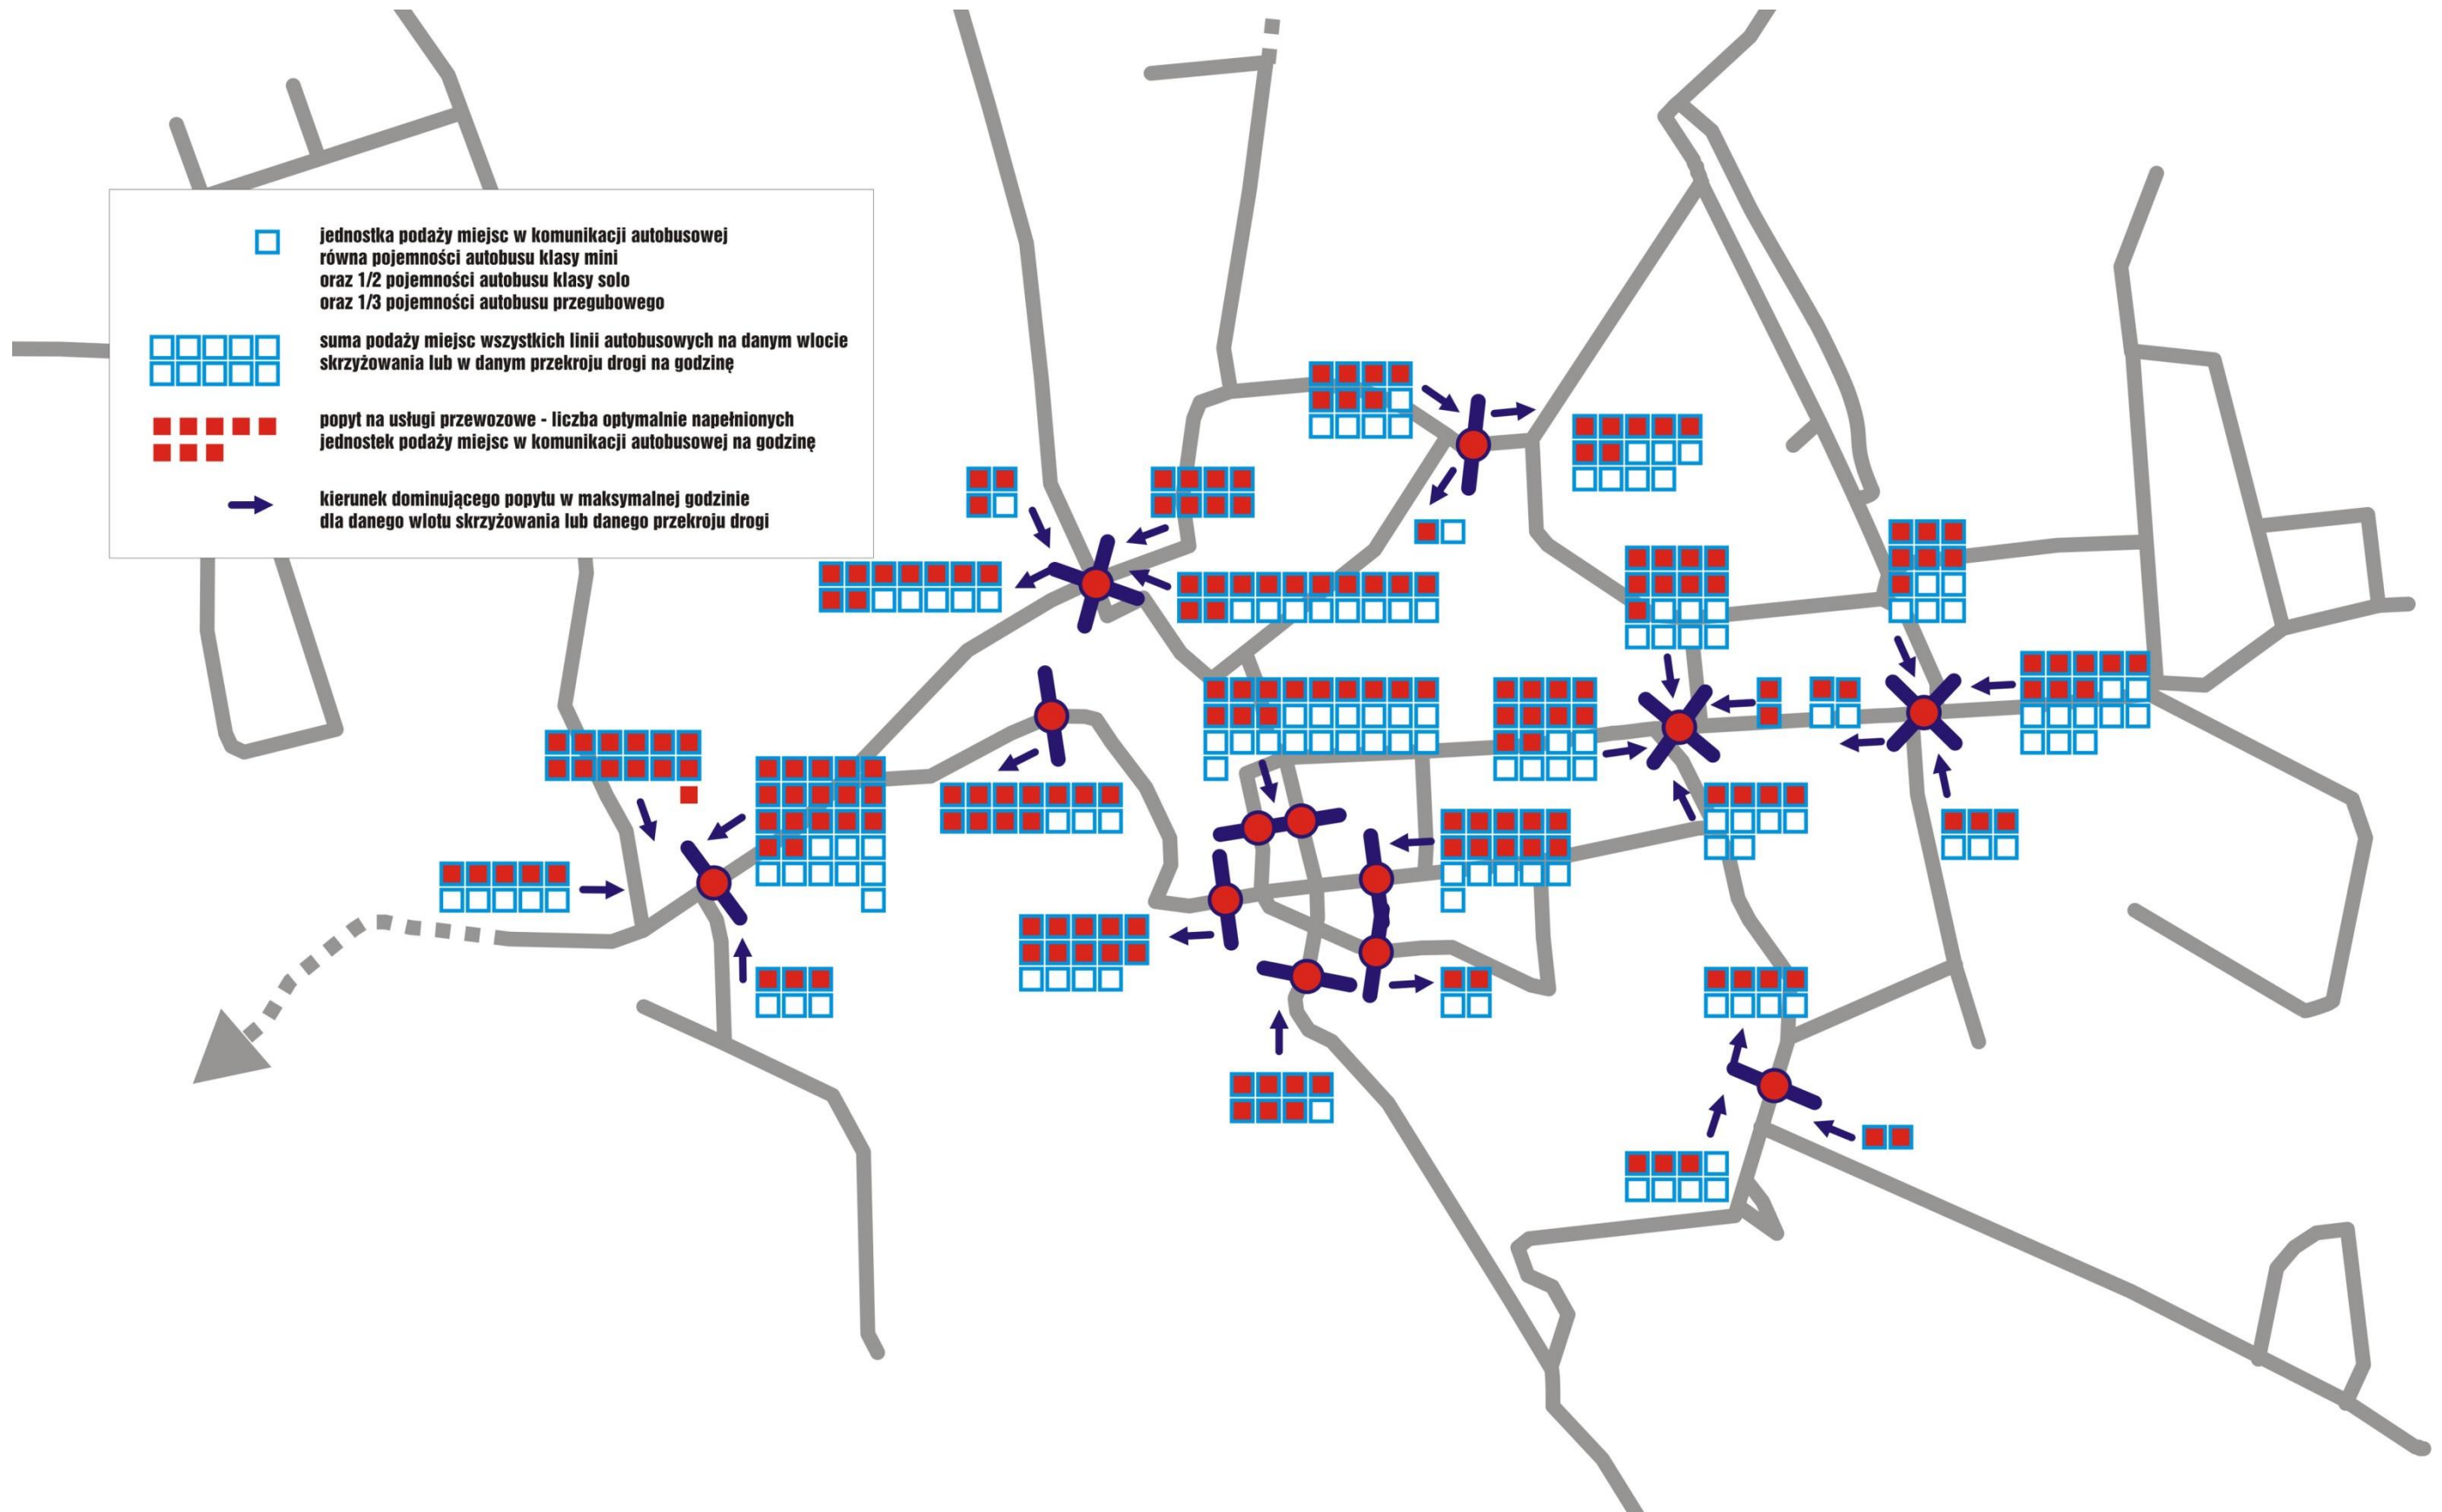 jednostka podaży miejsc w komunikacji autobusowej
równa pojemności autobusu klasy mini
oraz 1/2 pojemności autobusu klasy solo
oraz 1/3 pojemności autobusu przegubowego
suma podaży miejsc wszystkich linii autobusowych na danym wlocie
skrzyżowania lub w danym przekroju drogi na godzinę
popyt na usługi przewozowe - liczba optymalnie napełnionych
jednostek podaży miejsc w komunikacji autobusowej na godzinę
kierunek dominującego popytu w maksymalnej godzinie
dla danego wlotu skrzyżowania lub danego przekroju drogi